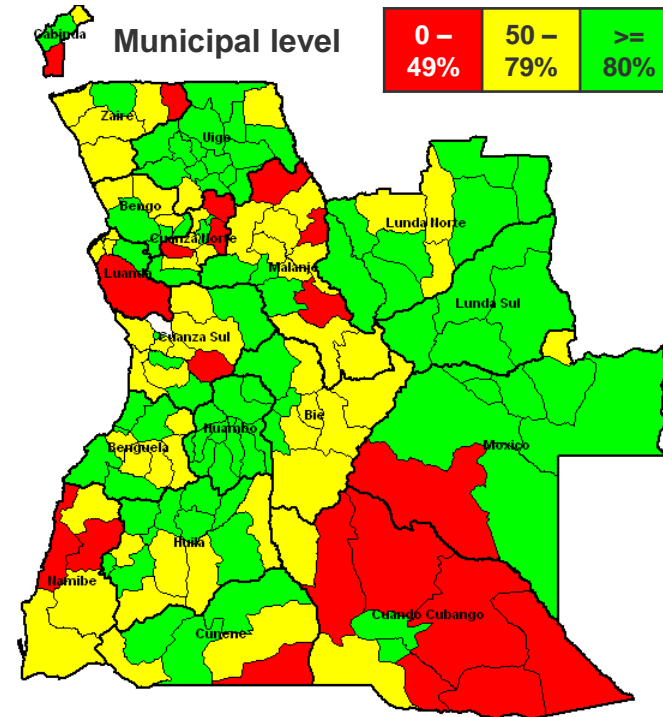 Cabinda
Municipal level
0 –
49%
50 –
79%
>=
80%
Zaire
Uige
Bengo
Cuanza Norte
Lunda Norte
Malanje
Luanda
Lunda Sul
Cuanza Sul
Bie
Huambo
Moxico
Benguela
Huila
Namibe
Cuando Cubango
Cunene